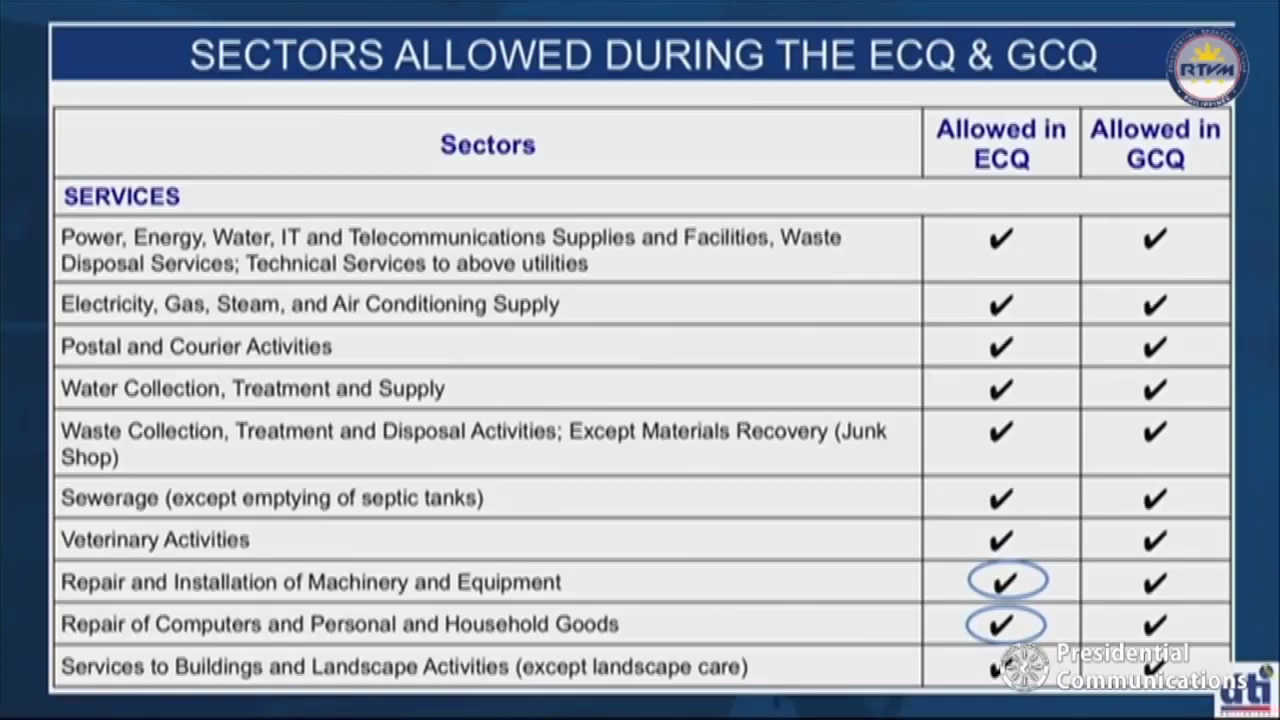 SECTORS ALLOWED DURING THE ECQ & GCQ
RTVM
PHILIPPINES
Sectors
Allowed in
ECQ
Allowed in
GCQ
SERVICES
Power, Energy, Water, IT and Telecommunications Supplies and Facilities, Waste
Disposal Services; Technical Services to above utilities
✔ ✔
Electricity, Gas, Steam, and Air Conditioning Supply ✔ ✔
Postal and Courier Activities ✔ ✔
Water Collection, Treatment and Supply ✔ ✔
Waste Collection, Treatment and Disposal Activities; Except Materials Recovery (Junk
Shop)
✔ ✔
Sewerage (except emptying of septic tanks) ✔ ✔
Veterinary Activities ✔ ✔
Repair and Installation of Machinery and Equipment ✔ ✔
Repair of Computers and Personal and Household Goods ✔ ✔
Services to Buildings and Landscape Activities (except landscape care) ✔ ✔
Presidential
Communications
dti